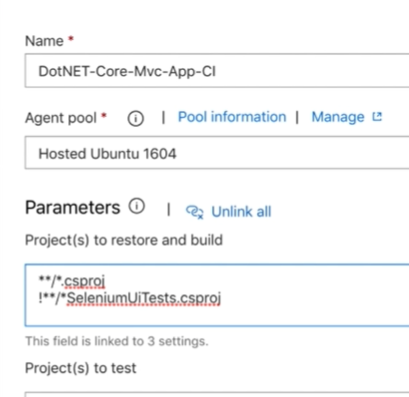 Name *
DotNET-Core-Mvc-App-CI
Agent pool * | Pool information | Manage
Hosted Ubuntu 1604
Parameters | Unlink all
Project(s) to restore and build
**/*.csproj
!**/*SeleniumUiTests.csproj
This field is linked to 3 settings.
Project(s) to test